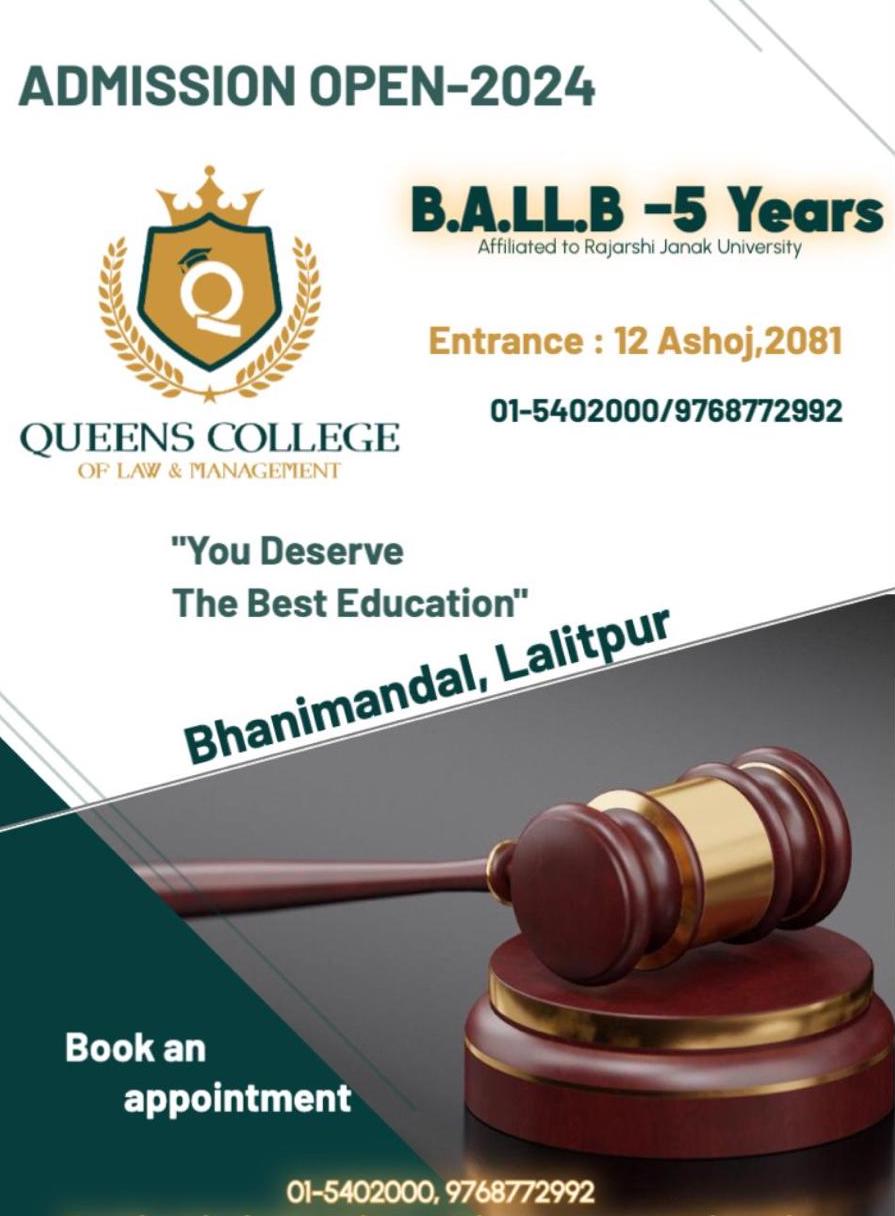 ADMISSION OPEN-2024
B.A.LL.B -5 Years
Affiliated to Rajarshi Janak University
Q
Entrance : 12 Ashoj,2081
01-5402000/9768772992
QUEENS COLLEGE
OF LAW & MANAGEMENT
"You Deserve
The Best Education"
Bhanimandal, Lalitpur
Book an
appointment
01-5402000, 9768772992